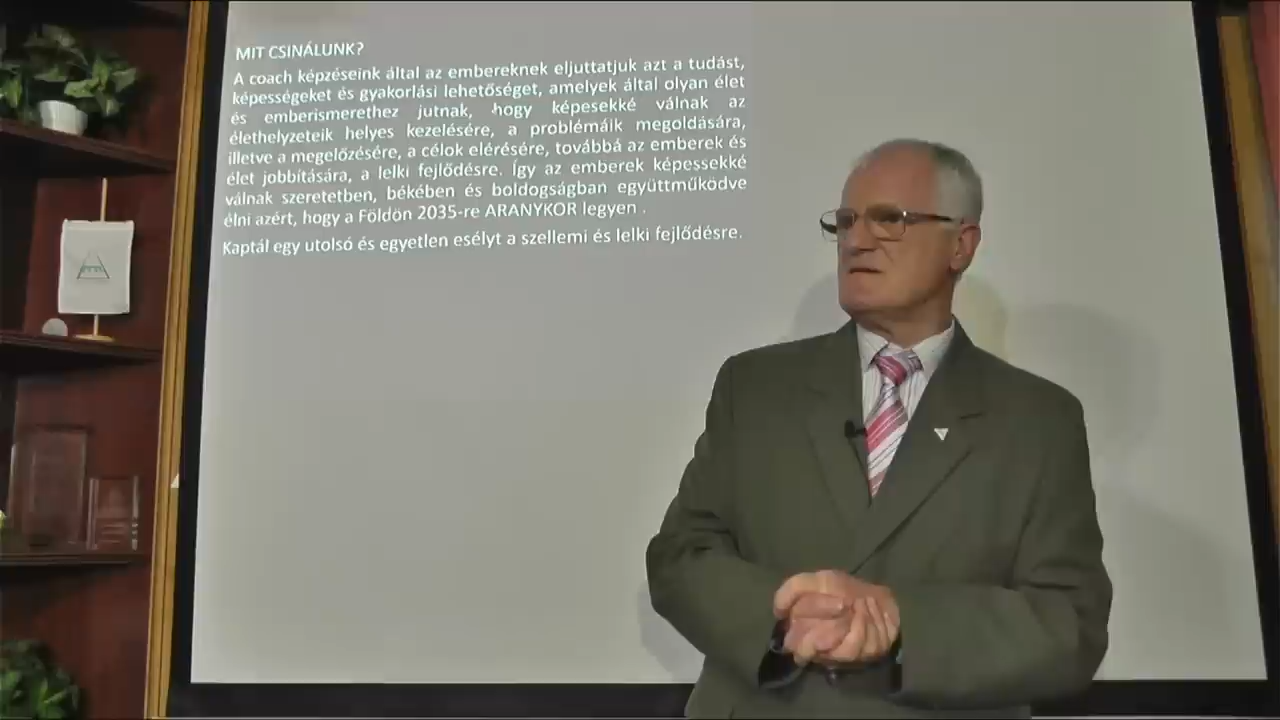 MIT CSINÁLUNK?
A coach képzéseink által az embereknek eljuttatjuk azt a tudást,
képességeket és gyakorlási lehetőséget, amelyek által olyan élet
és emberismerethez jutnak, hogy képesekké válnak az
élethelyzeteik helyes kezelésére, a problémáik megoldására,
illetve a megelőzésére, a célok elérésére, továbbá az emberek és
élet jobbítására, a lelki fejlődésre. Így az emberek képessekké
válnak szeretetben, békében és boldogságban együttműködve
élni azért, hogy a Földön 2035-re ARANYKOR legyen .
Kaptál egy utolsó és egyetlen esélyt a szellemi és lelki fejlődésre.